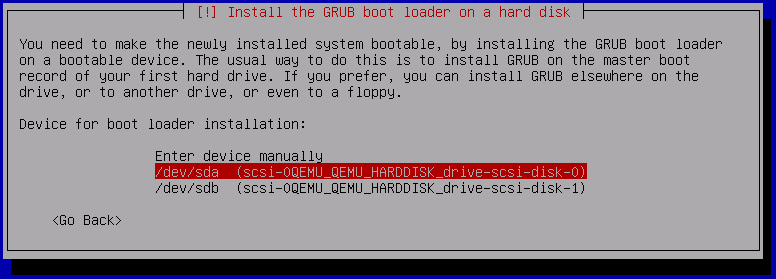 [!] Install the GRUB boot loader on a hard disk
You need to make the newly installed system bootable, by installing the GRUB boot loader
on a bootable device. The usual way to do this is to install GRUB on the master boot
record of your first hard drive. If you prefer, you can install GRUB elsewhere on the
drive, or to another drive, or even to a floppy.
Device for boot loader installation:
Enter device manually
/dev/sda  (scsi-0QEMU_QEMU_HARDDISK_drive-scsi-disk-0)
/dev/sdb  (scsi-0QEMU_QEMU_HARDDISK_drive-scsi-disk-1)
<Go Back>